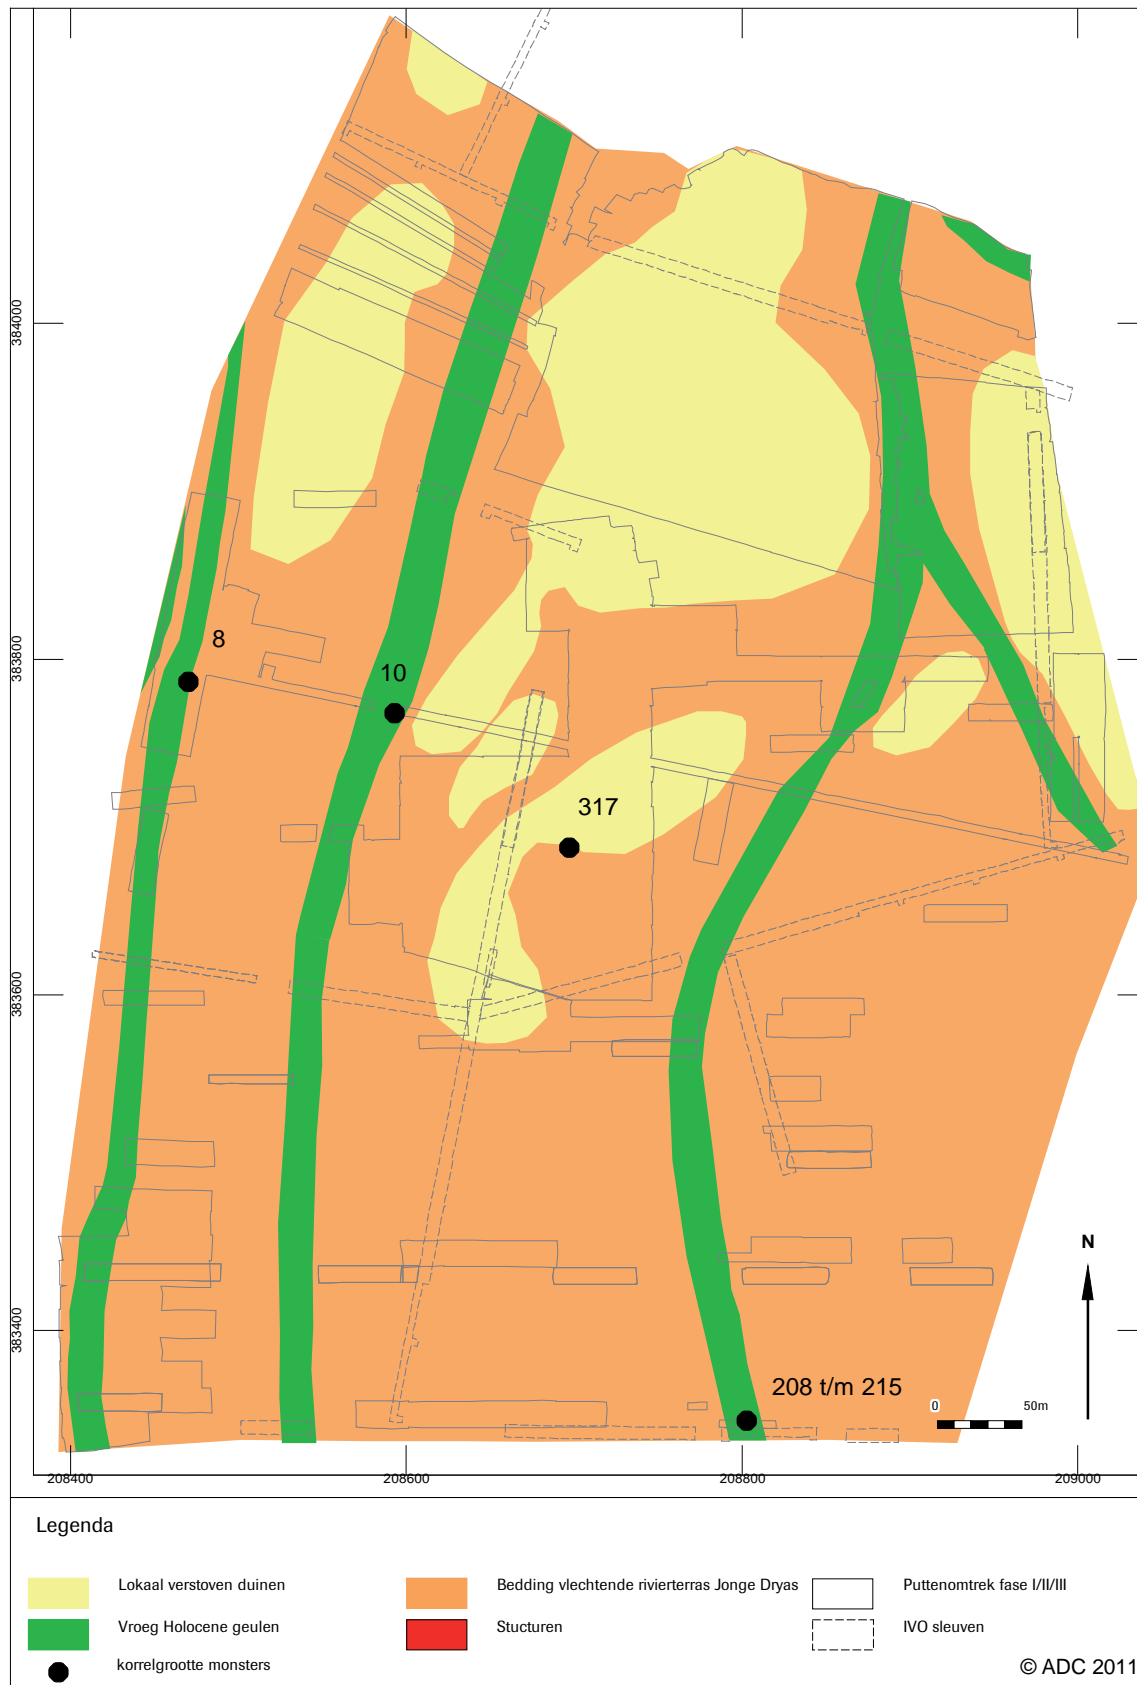 384000
8
383800
10
317
383600
N
383400
208 t/m 215
0 50m
208400 208600 208800 209000
Legenda
Lokaal verstoven duinen Bedding vlechtende rivierterras Jonge Dryas Puttenomtrek fase I/II/III
Vroeg Holocene geulen Stucturen IVO sleuven
korrelgrootte monsters
© ADC 2011